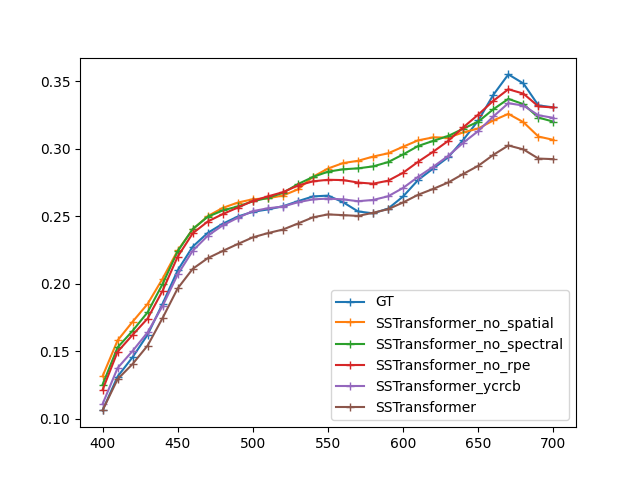 0.35
0.30
0.25
0.20
0.15
0.10
400 450 500 550 600 650 700
GT
SSTransformer_no_spatial
SSTransformer_no_spectral
SSTransformer_no_rpe
SSTransformer_ycrcb
SSTransformer